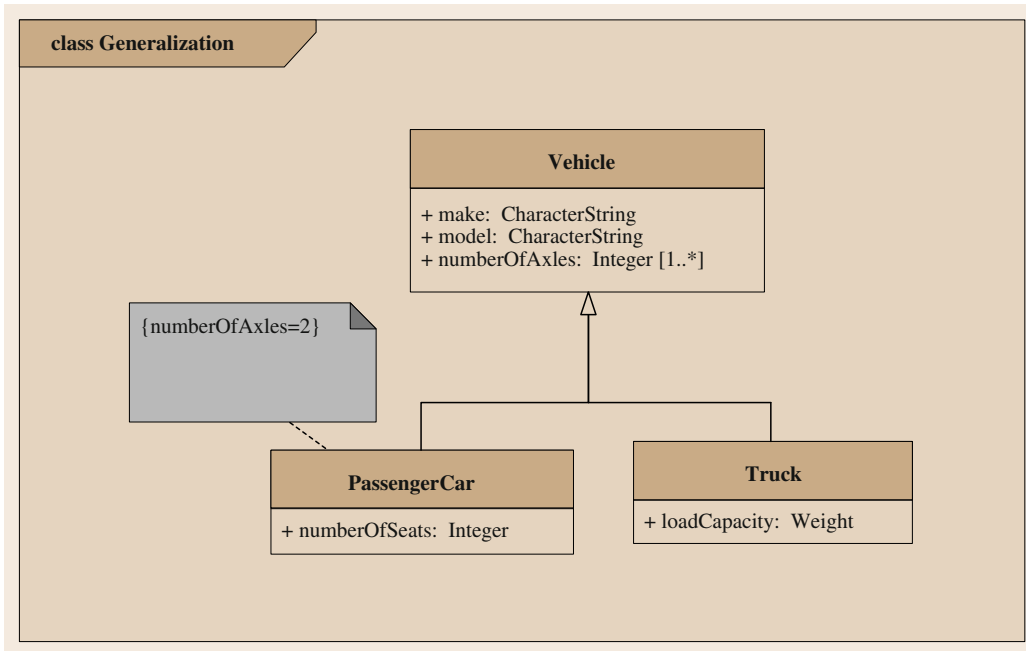 class Generalization
Vehicle
+ make: CharacterString
+ model: CharacterString
+ numberOfAxles: Integer [1..*]
{numberOfAxles=2}
PassengerCar
+ numberOfSeats: Integer
Truck
+ loadCapacity: Weight